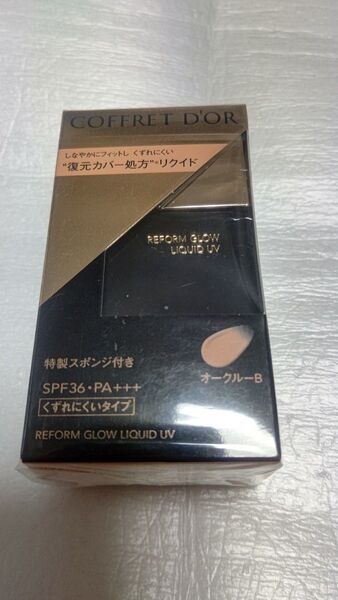 COFFRET D'OR
しなやかにフィットし くずれにくい
"復元カバー処方"*リクイド
REFORM GLOW
LIQUID UV
特製スポンジ付き
オークルーB
SPF36・PA+++
くずれにくいタイプ
REFORM GLOW LIQUID UV